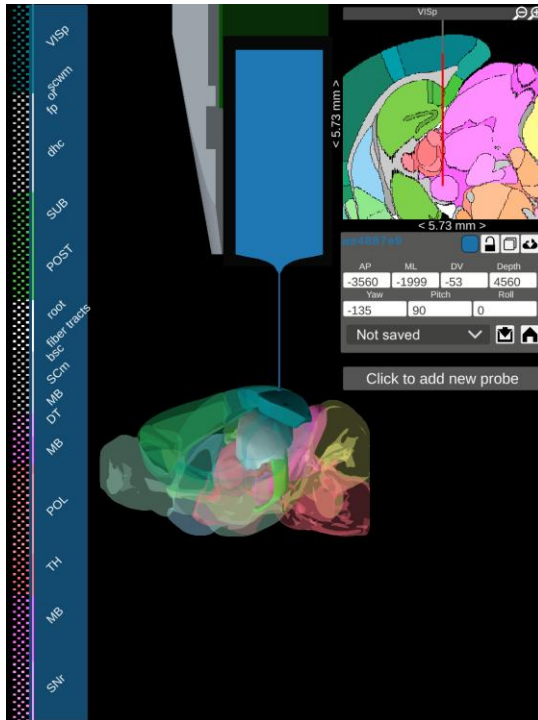 VISp
scwm
or
fp
dhc
SUB
POST
root
fiber tracts
bsc
SCm
MB
DT
MB
POL
TH
MB
SNr
VISp
< 5.73 mm >
< 5.73 mm >
AP ML DV Depth
-3560 -1999 -53 4560
Yaw Pitch Roll
-135 90 0
Not saved
Click to add new probe